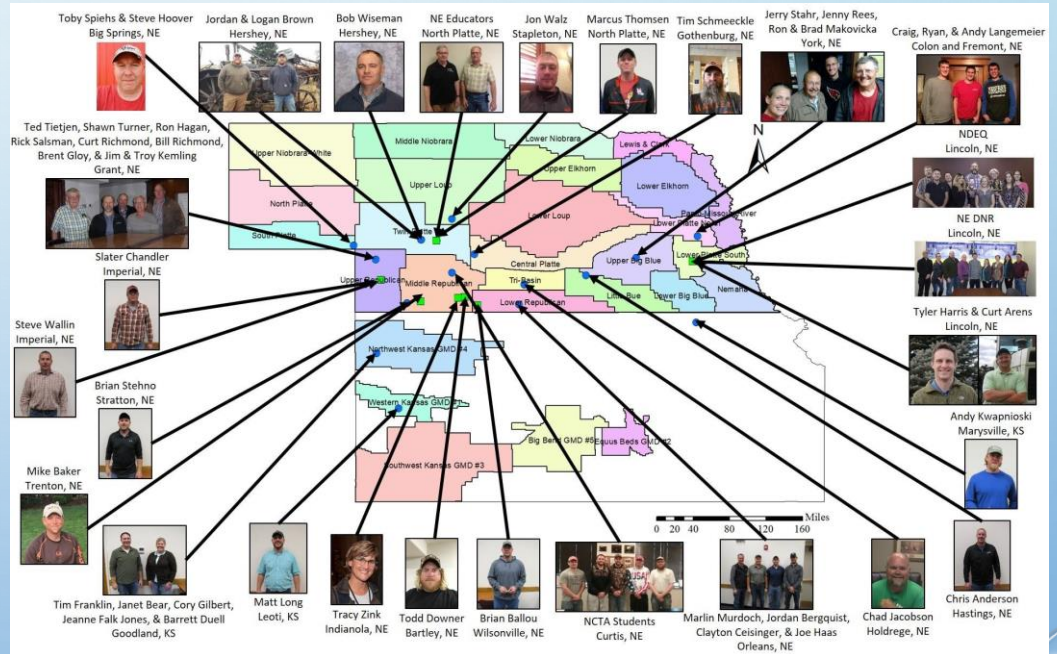 Toby Spiehs & Steve Hoover
Big Springs, NE
Jordan & Logan Brown
Hershey, NE
Bob Wiseman
Hershey, NE
NE Educators
North Platte, NE
Jon Walz
Stapleton, NE
Marcus Thomsen
North Platte, NE
Tim Schmeeckle
Gothenburg, NE
Jerry Stahr, Jenny Rees,
Ron & Brad Makovicka
York, NE
Craig, Ryan, & Andy Langemeier
Colon and Fremont, NE
Ted Tietjen, Shawn Turner, Ron Hagan,
Rick Salsman, Curt Richmond, Bill Richmond,
Brent Gloy, & Jim & Troy Kemling
Grant, NE
NDEQ
Lincoln, NE
NE DNR
Lincoln, NE
Slater Chandler
Imperial, NE
Steve Wallin
Imperial, NE
Tyler Harris & Curt Arens
Lincoln, NE
Brian Stehno
Stratton, NE
Andy Kwapnioski
Marysville, KS
Mike Baker
Trenton, NE
Tim Franklin, Janet Bear, Cory Gilbert,
Jeanne Falk Jones, & Barrett Duell
Goodland, KS
Matt Long
Leoti, KS
Tracy Zink
Indianola, NE
Todd Downer
Bartley, NE
Brian Ballou
Wilsonville, NE
NCTA Students
Curtis, NE
Marlin Murdoch, Jordan Bergquist,
Clayton Ceisinger, & Joe Haas
Orleans, NE
Chad Jacobson
Holdrege, NE
Chris Anderson
Hastings, NE
N
Upper Niobrara-White
Middle Niobrara
Lower Niobrara
Lewis & Clark
Upper Elkhorn
Lower Elkhorn
Upper Loup
North Platte
Lower Loup
Twin Platte
South Platte
Central Platte
Upper Big Blue
Lower Platte South
Upper Republican
Middle Republican
Tri-Basin
Lower Republican
Little Blue
Lower Big Blue
Nemaha
Northwest Kansas GMD #4
Western Kansas GMD
Southwest Kansas GMD #3
Big Bend GMD #5
Equus Beds GMD #2
Miles
0 20 40 80 120 160